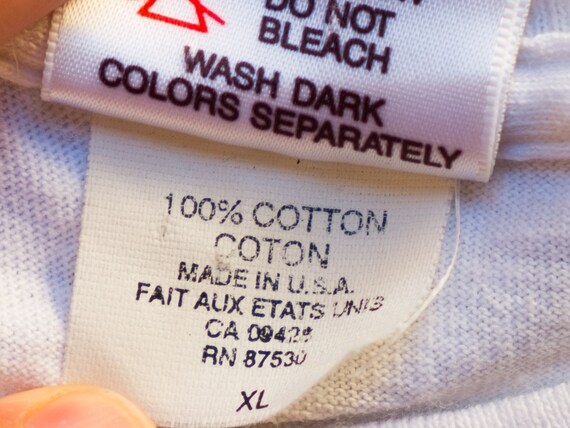 DO NOT
BLEACH
WASH DARK
COLORS SEPARATELY
100% COTTON
COTON
MADE IN U.S.A.
FAIT AUX ETATS UNIS
CA 09428
RN 87530
XL